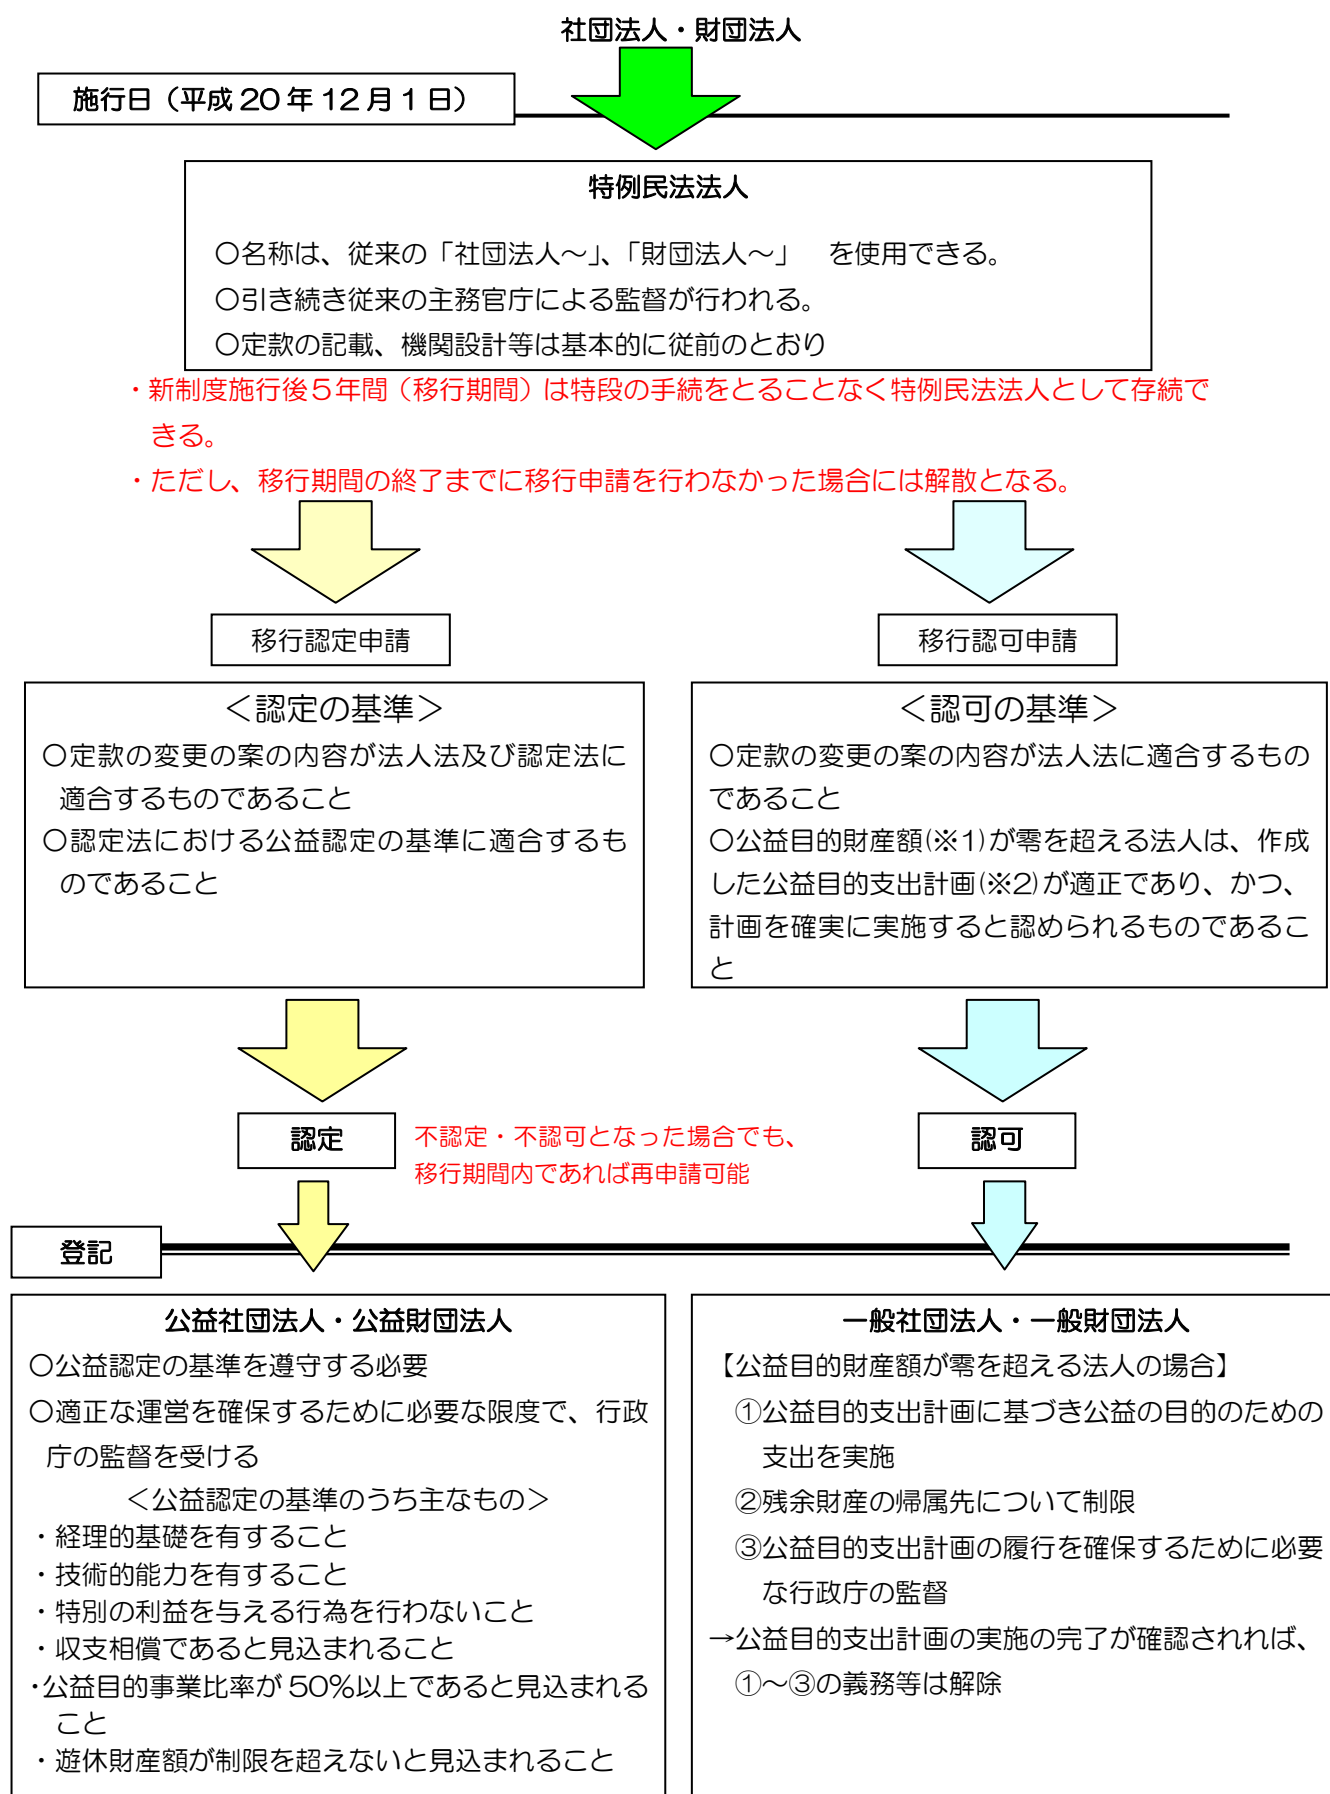 社団法人・財団法人
施行日（平成20年12月1日）
特例民法法人
○名称は、従来の「社団法人～」、「財団法人～」　を使用できる。
○引き続き従来の主務官庁による監督が行われる。
○定款の記載、機関設計等は基本的に従前のとおり
・新制度施行後５年間（移行期間）は特段の手続をとることなく特例民法法人として存続で
きる。
・ただし、移行期間の終了までに移行申請を行わなかった場合には解散となる。
移行認定申請
＜認定の基準＞
○定款の変更の案の内容が法人法及び認定法に
適合するものであること
○認定法における公益認定の基準に適合するも
のであること
移行認可申請
＜認可の基準＞
○定款の変更の案の内容が法人法に適合するもの
であること
○公益目的財産額(※1)が零を超える法人は、作成
した公益目的支出計画(※2)が適正であり、かつ、
計画を確実に実施すると認められるものであるこ
と
認定
不認定・不認可となった場合でも、
移行期間内であれば再申請可能
認可
登記
公益社団法人・公益財団法人
○公益認定の基準を遵守する必要
○適正な運営を確保するために必要な限度で、行政
庁の監督を受ける
＜公益認定の基準のうち主なもの＞
・経理的基礎を有すること
・技術的能力を有すること
・特別の利益を与える行為を行わないこと
・収支相償であると見込まれること
・公益目的事業比率が50％以上であると見込まれる
こと
・遊休財産額が制限を超えないと見込まれること
一般社団法人・一般財団法人
【公益目的財産額が零を超える法人の場合】
①公益目的支出計画に基づき公益の目的のための
支出を実施
②残余財産の帰属先について制限
③公益目的支出計画の履行を確保するために必要
な行政庁の監督
→公益目的支出計画の実施の完了が確認されれば、
①～③の義務等は解除